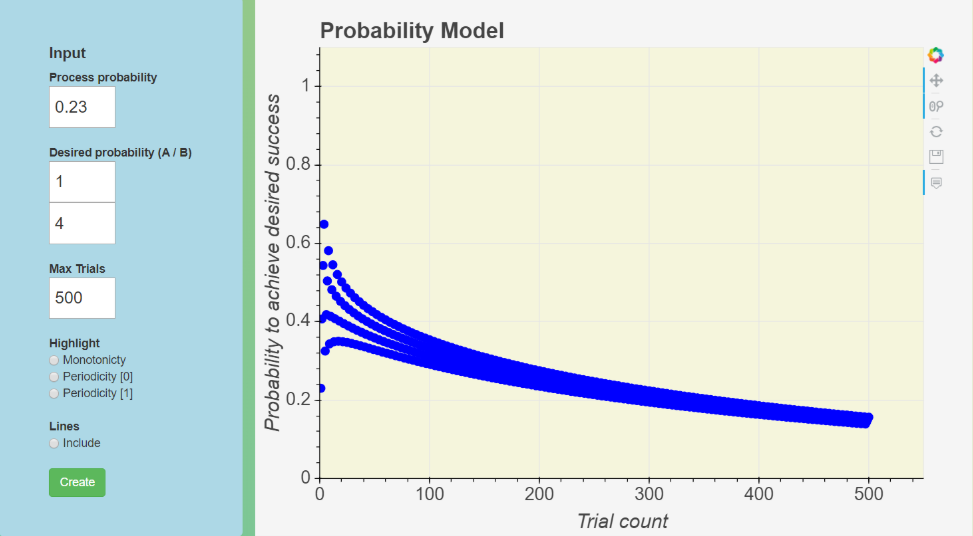 Input
Process probability
0.23
Desired probability (A / B)
1
4
Max Trials
500
Highlight
Monotonicty
Periodicity [0]
Periodicity [1]
Lines
Include
Create
Probability Model
Probability to achieve desired success
1
0.8
0.6
0.4
0.2
0
0 100 200 300 400 500
Trial count